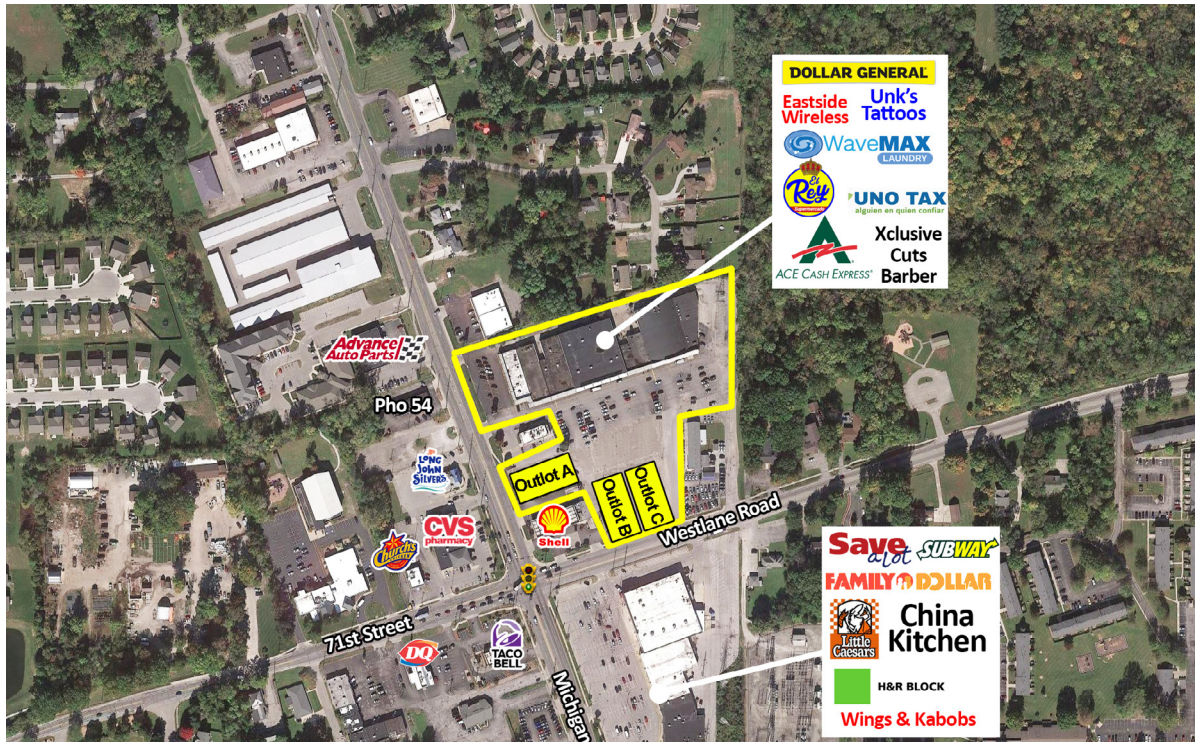 DOLLAR GENERAL
Eastside
Wireless
Unk's
Tattoos
WaveMAX
LAUNDRY
El
Rey
UNO TAX
alguien en quien confiar
ACE CASH EXPRESS
Xclusive
Cuts
Barber
Advance
Auto Parts
Pho 54
LONG
JOHN
SILVER'S
Outlot A
Outlot B
Outlot C
CVS
pharmacy
Shell
Church's
Westlane Road
71st Street
DQ
TACO
BELL
Michigan
Save
a lot
SUBWAY
FAMILY DOLLAR
Little
Caesars
China
Kitchen
H&R BLOCK
Wings & Kabobs